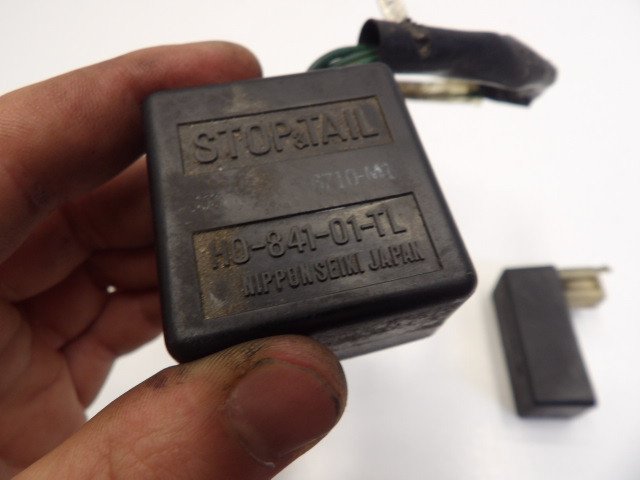 STOP&TAIL
HO-841-01-TL
NIPPON SEIKI JAPAN